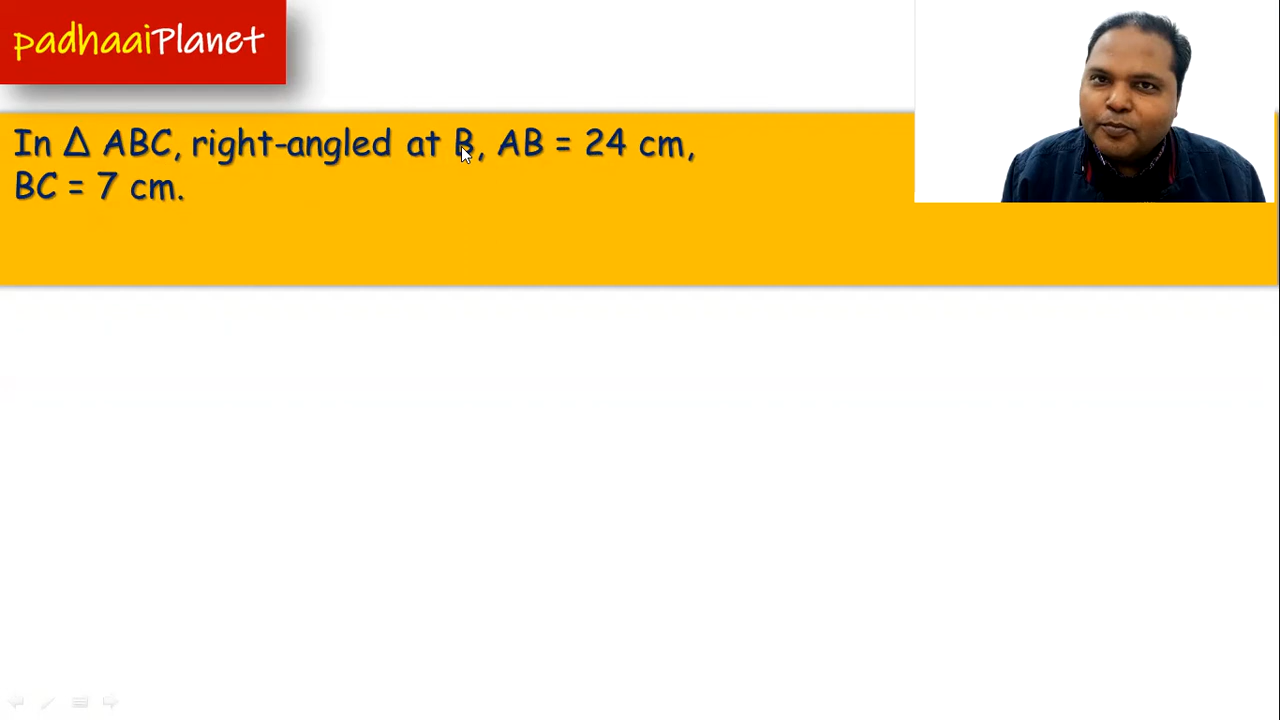 padhaaiPlanet
In Δ ABC, right-angled at B, AB = 24 cm,
BC = 7 cm.